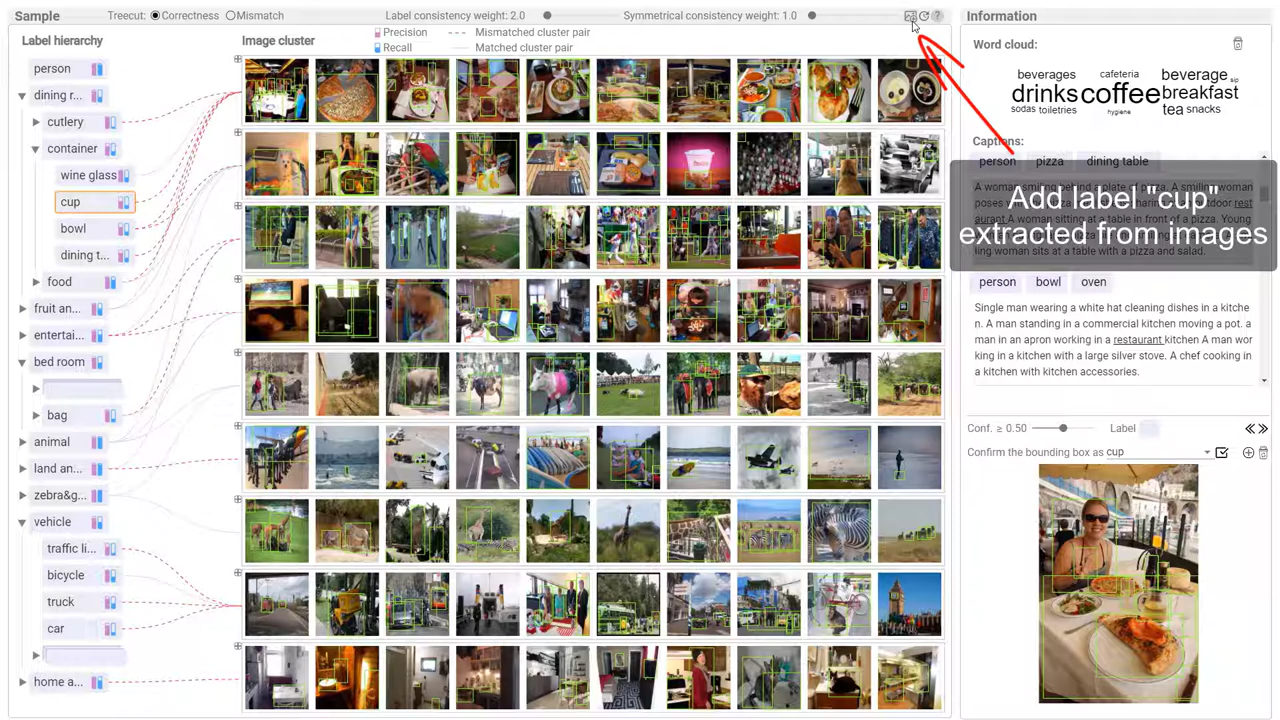 Sample
Treecut: Correctness Mismatch
Label consistency weight: 2.0
Symmetrical consistency weight: 1.0
?
Information
Label hierarchy
Image cluster
Precision
Recall
Mismatched cluster pair
Matched cluster pair
person
dining r...
cutlery
container
wine glass
cup
bowl
food
fruit an...
entertai...
bed room
bag
animal
land an...
zebra&g...
vehicle
traffic li...
bicycle
truck
car
home a...
Word cloud:
beverages cafeteria beverage sip
drinks coffee breakfast
sodas toiletries hygiene tea snacks
Captions:
person pizza dining table
Add label "cup"
extracted from images
person bowl oven
Single man wearing a white hat cleaning dishes in a kitche
n. A man standing in a commercial kitchen moving a pot. a
man in an apron working in a restaurant kitchen A man wor
king in a kitchen with a large silver stove. A chef cooking in
a kitchen with kitchen accessories.
Conf. ≥ 0.50
Label
Confirm the bounding box as cup